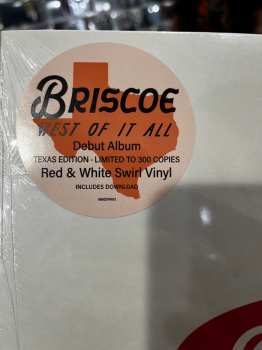 BRISCOE
WEST OF IT ALL
Debut Album
TEXAS EDITION - LIMITED TO 300 COPIES
Red & White Swirl Vinyl
INCLUDES DOWNLOAD